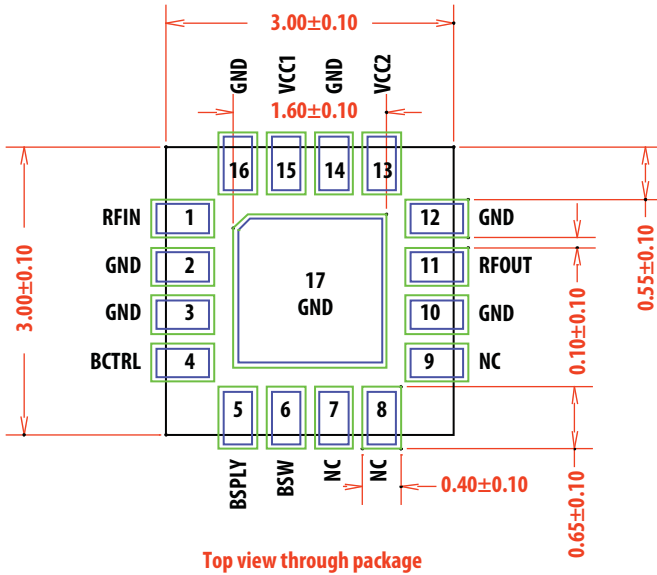 3.00±0.10
GND
VCC1
GND
VCC2
1.60±0.10
16
15
14
13
RFIN
1
12
GND
GND
2
11
RFOUT
17
GND
GND
3
10
GND
BCTRL
4
9
NC
3.00±0.10
0.55±0.10
0.10±0.10
5
6
7
8
BSPLY
BSW
NC
NC
0.40±0.10
0.65±0.10
Top view through package